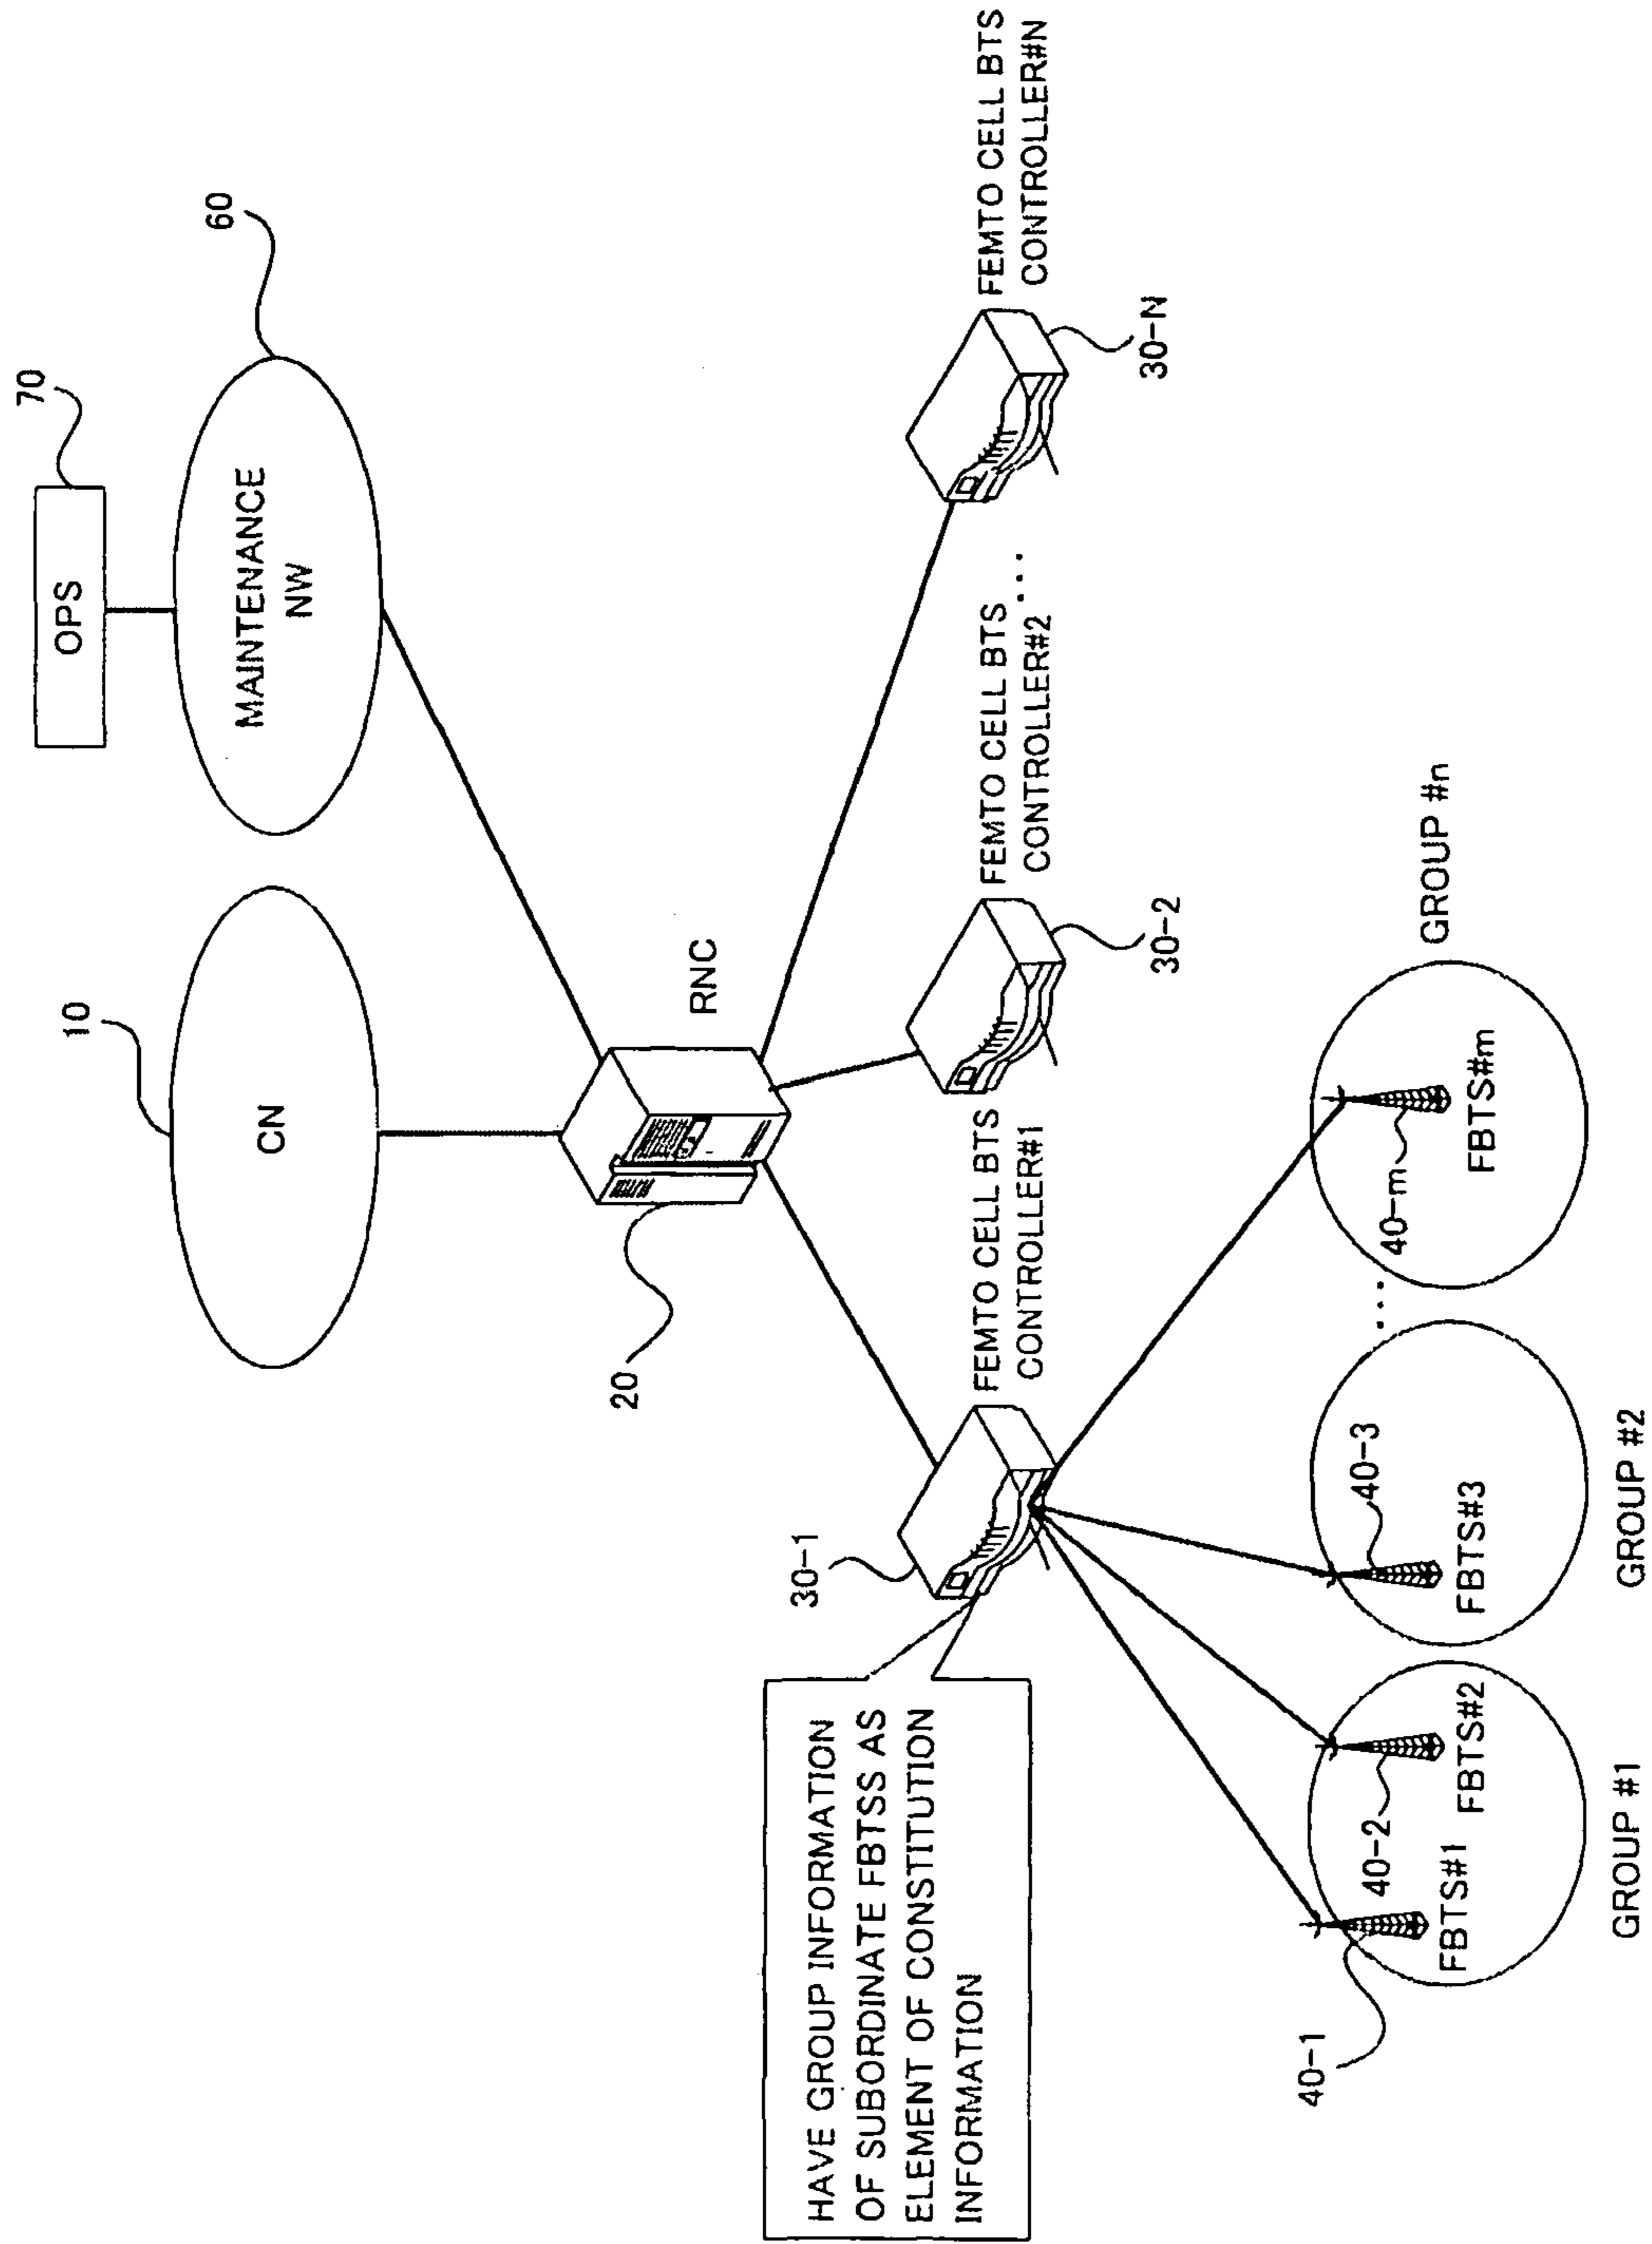 70
OPS
60
MAINTENANCE
NW
10
CN
RNC
20
30-1
FEMTO CELL BTS
CONTROLLER#1
FEMTO CELL BTS
CONTROLLER#2
...
FEMTO CELL BTS
CONTROLLER#N
30-2
30-N
HAVE GROUP INFORMATION
OF SUBORDINATE FBTSS AS
ELEMENT OF CONSTITUTION
INFORMATION
40-1
FBTS#1
40-2
FBTS#2
GROUP #1
40-3
FBTS#3
GROUP #2
...
40-m
FBTS#m
GROUP #n